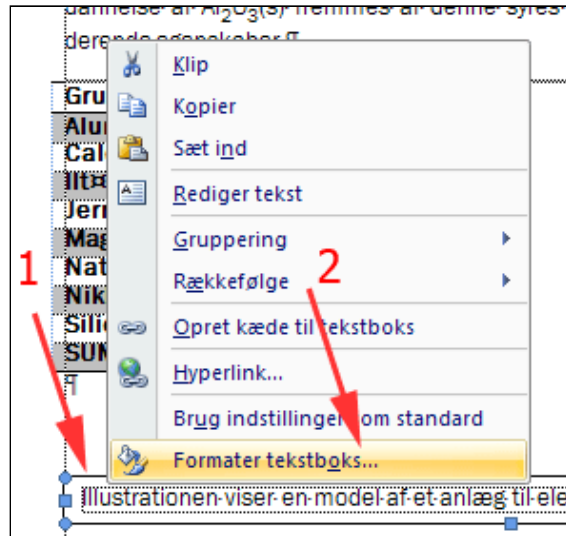 dannelse af Al2O3(s) fremmes af denne syres
derende egenskaber.¶
Klip
Kopier
Sæt ind
Rediger tekst
Gruppering
Rækkefølge
Opret kæde til tekstboks
Hyperlink...
Brug indstillinger som standard
Formater tekstboks...
Gru
Alu
Cal
Ilt¤
Jer
Mag
Nat
Nik
Sili
SUM
¶
1
2
Illustrationen viser en model af et anlæg til ele